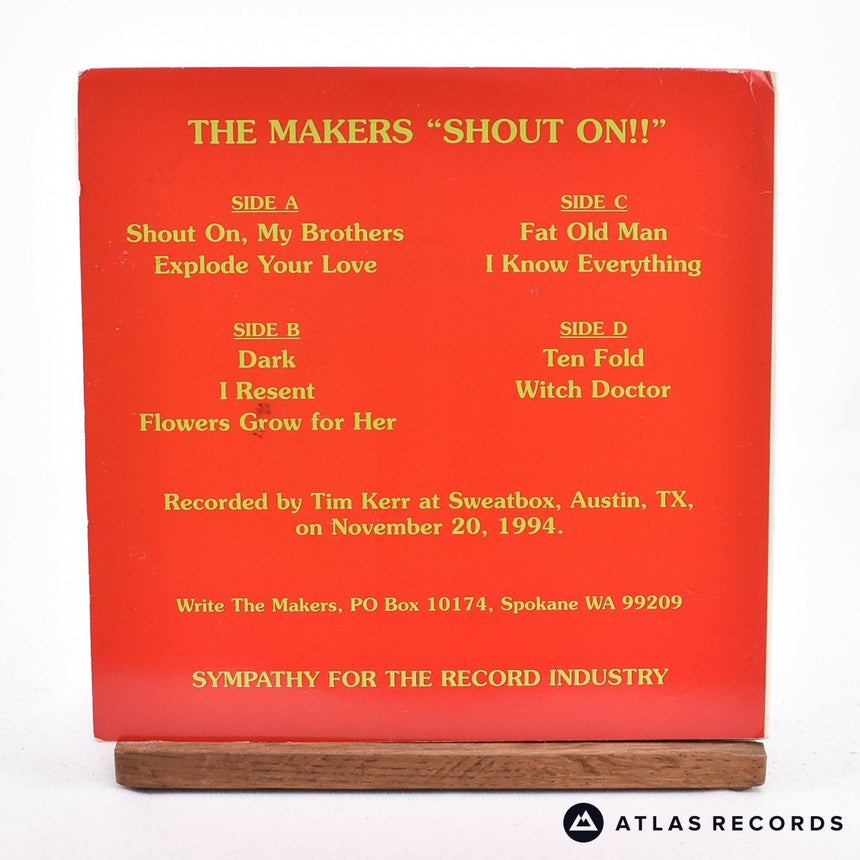 THE MAKERS “SHOUT ON!!”
SIDE A
Shout On, My Brothers
Explode Your Love
SIDE B
Dark
I Resent
Flowers Grow for Her
SIDE C
Fat Old Man
I Know Everything
SIDE D
Ten Fold
Witch Doctor
Recorded by Tim Kerr at Sweatbox, Austin, TX,
on November 20, 1994.
Write The Makers, PO Box 10174, Spokane WA 99209
SYMPATHY FOR THE RECORD INDUSTRY
ATLAS RECORDS